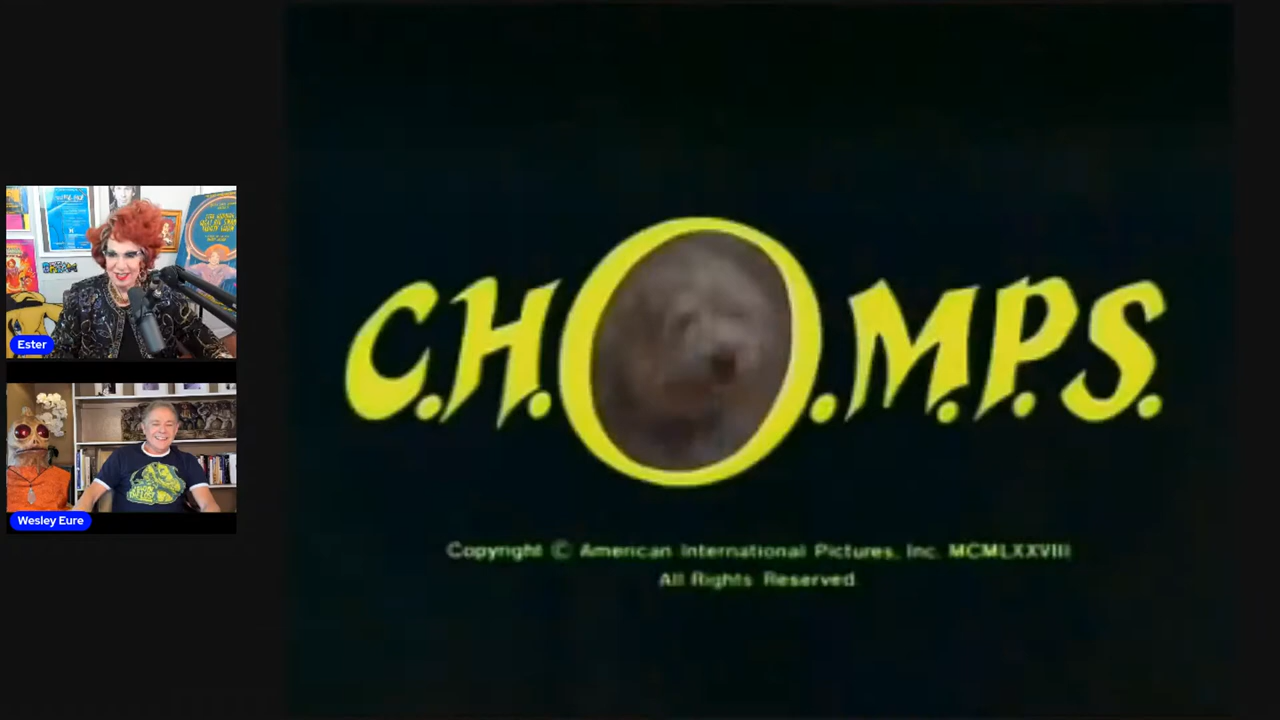 C.H.O.M.P.S.
Copyright © American International Pictures, Inc. MCMLXXVIII
All Rights Reserved
Ester
Wesley Eure